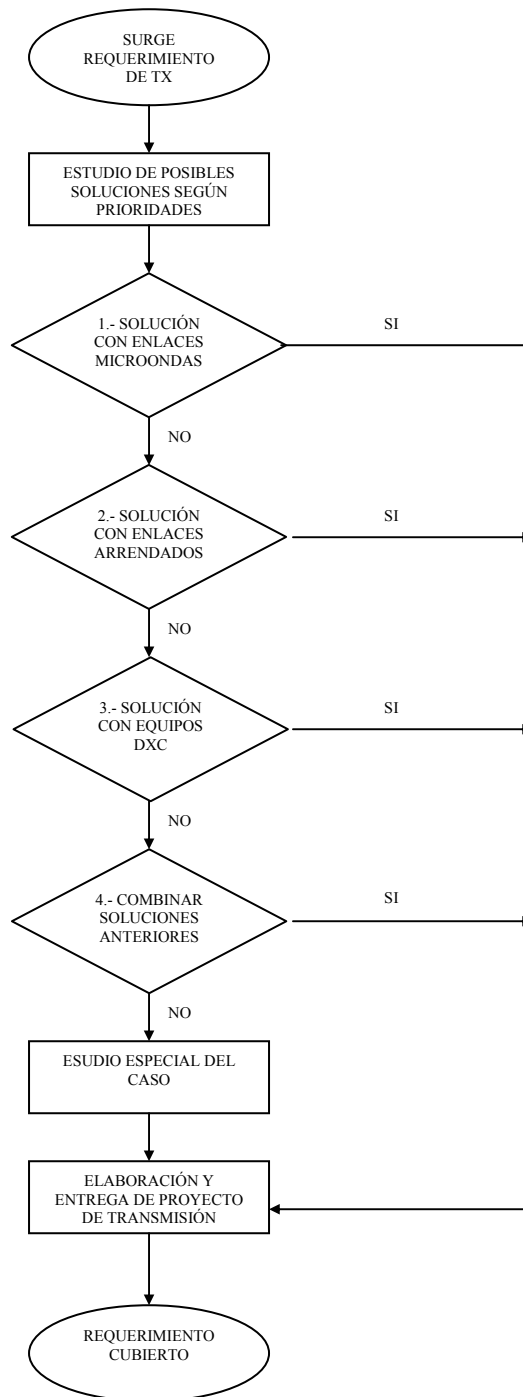 SURGE
REQUERIMIENTO
DE TX
ESTUDIO DE POSIBLES
SOLUCIONES SEGÚN
PRIORIDADES
1.- SOLUCIÓN
CON ENLACES
MICROONDAS
SI
NO
2.- SOLUCIÓN
CON ENLACES
ARRENDADOS
SI
NO
3.- SOLUCIÓN
CON EQUIPOS
DXC
SI
NO
4.- COMBINAR
SOLUCIONES
ANTERIORES
SI
NO
ESUDIO ESPECIAL DEL
CASO
ELABORACIÓN Y
ENTREGA DE PROYECTO
DE TRANSMISIÓN
REQUERIMIENTO
CUBIERTO